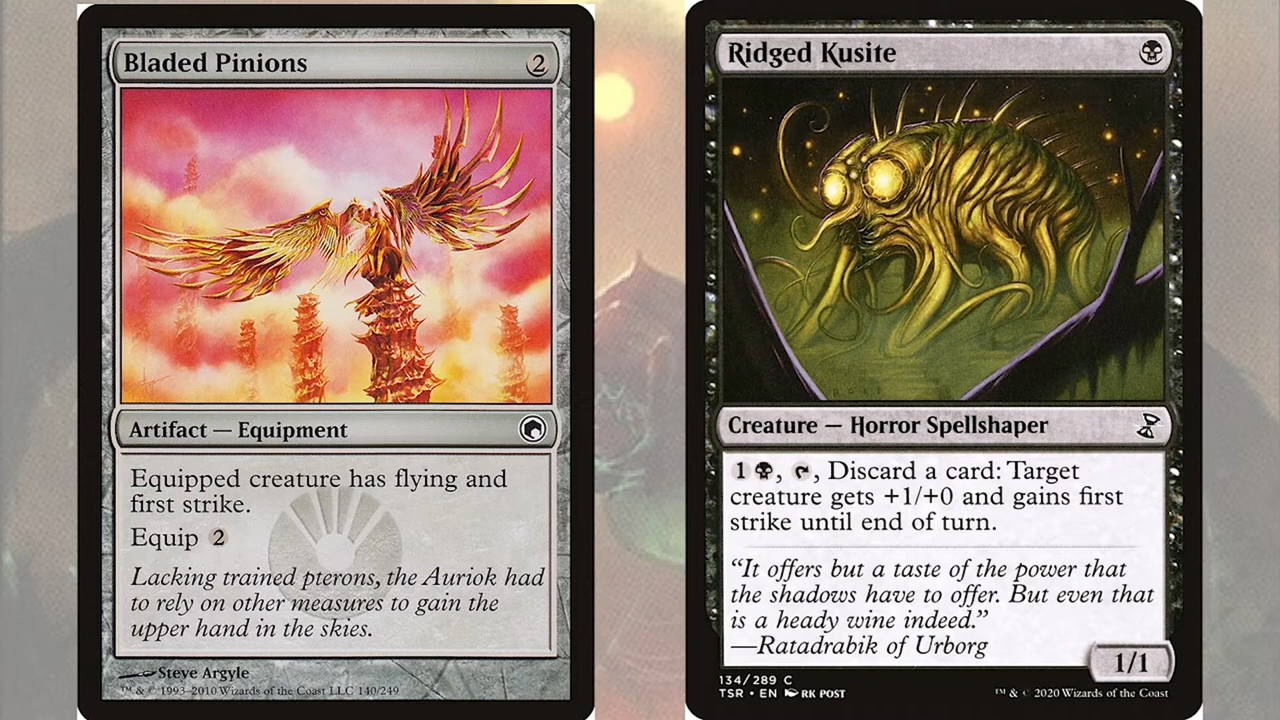 Bladed Pinions 2
Artifact — Equipment
Equipped creature has flying and
first strike.
Equip 2
Lacking trained pterons, the Auriok had
to rely on other measures to gain the
upper hand in the skies.
Steve Argyle
™ & © 1993–2010 Wizards of the Coast LLC 140/249
Ridged Kusite
Creature — Horror Spellshaper
1 , , Discard a card: Target
creature gets +1/+0 and gains first
strike until end of turn.
“It offers but a taste of the power that
the shadows have to offer. But even that
is a heady wine indeed.”
—Ratadrabik of Urborg
1/1
134/289 C
TSR • EN RK POST
™ & © 2020 Wizards of the Coast